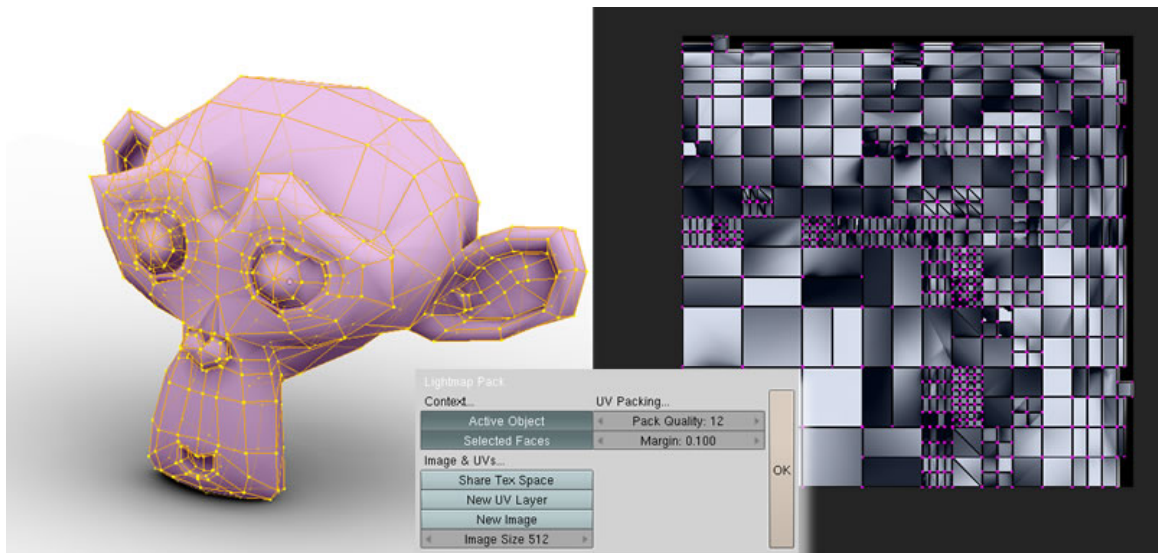 Lightmap Pack
Context...
UV Packing...
Active Object
Pack Quality: 12
Selected Faces
Margin: 0.100
OK
Image & UVs...
Share Tex Space
New UV Layer
New Image
Image Size 512